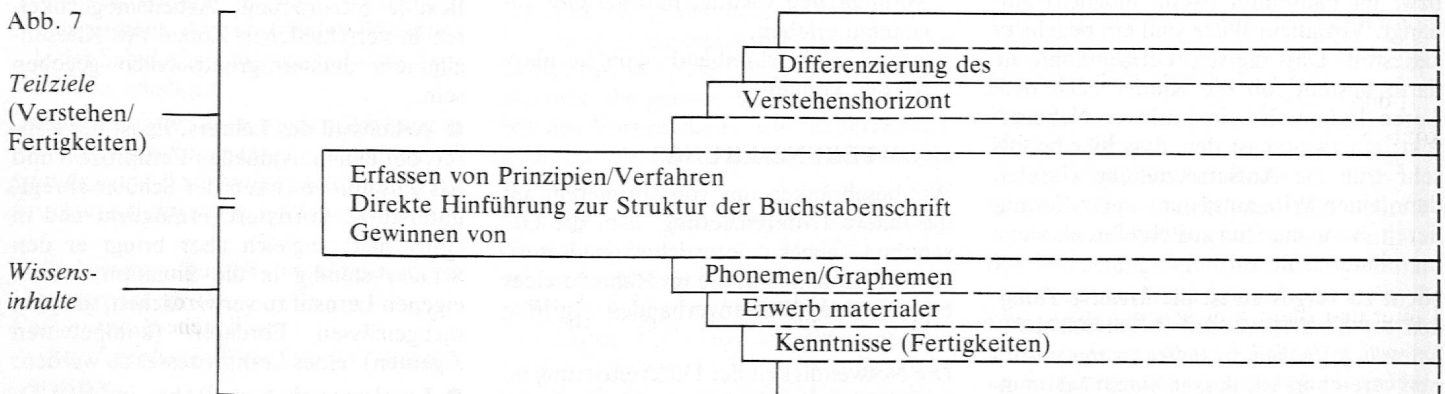 Abb. 7
Differenzierung des
Teilziele
(Verstehen/
Verstehenshorizont
Fertigkeiten)
Erfassen von Prinzipien/Verfahren
Direkte Hinführung zur Struktur der Buchstabenschrift
Gewinnen von
Wissens-
inhalte
Phonemen/Graphemen
Erwerb materialer
Kenntnisse (Fertigkeiten)